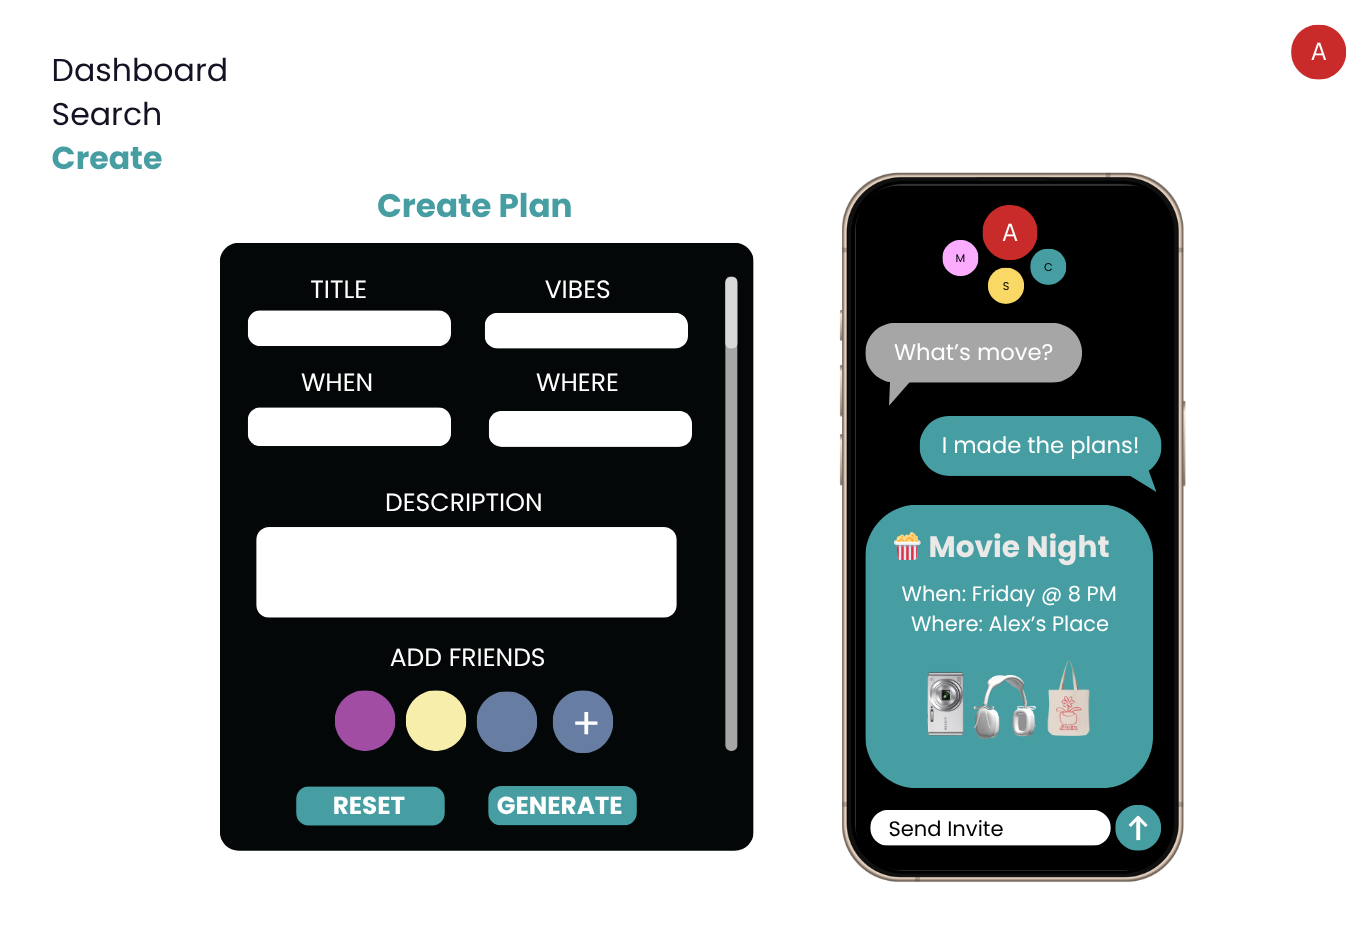 A
Dashboard
Search
Create
Create Plan
TITLE
VIBES
WHEN
WHERE
DESCRIPTION
ADD FRIENDS
+
RESET
GENERATE
A
M
C
S
What's move?
I made the plans!
Movie Night
When: Friday @ 8 PM
Where: Alex's Place
Send Invite